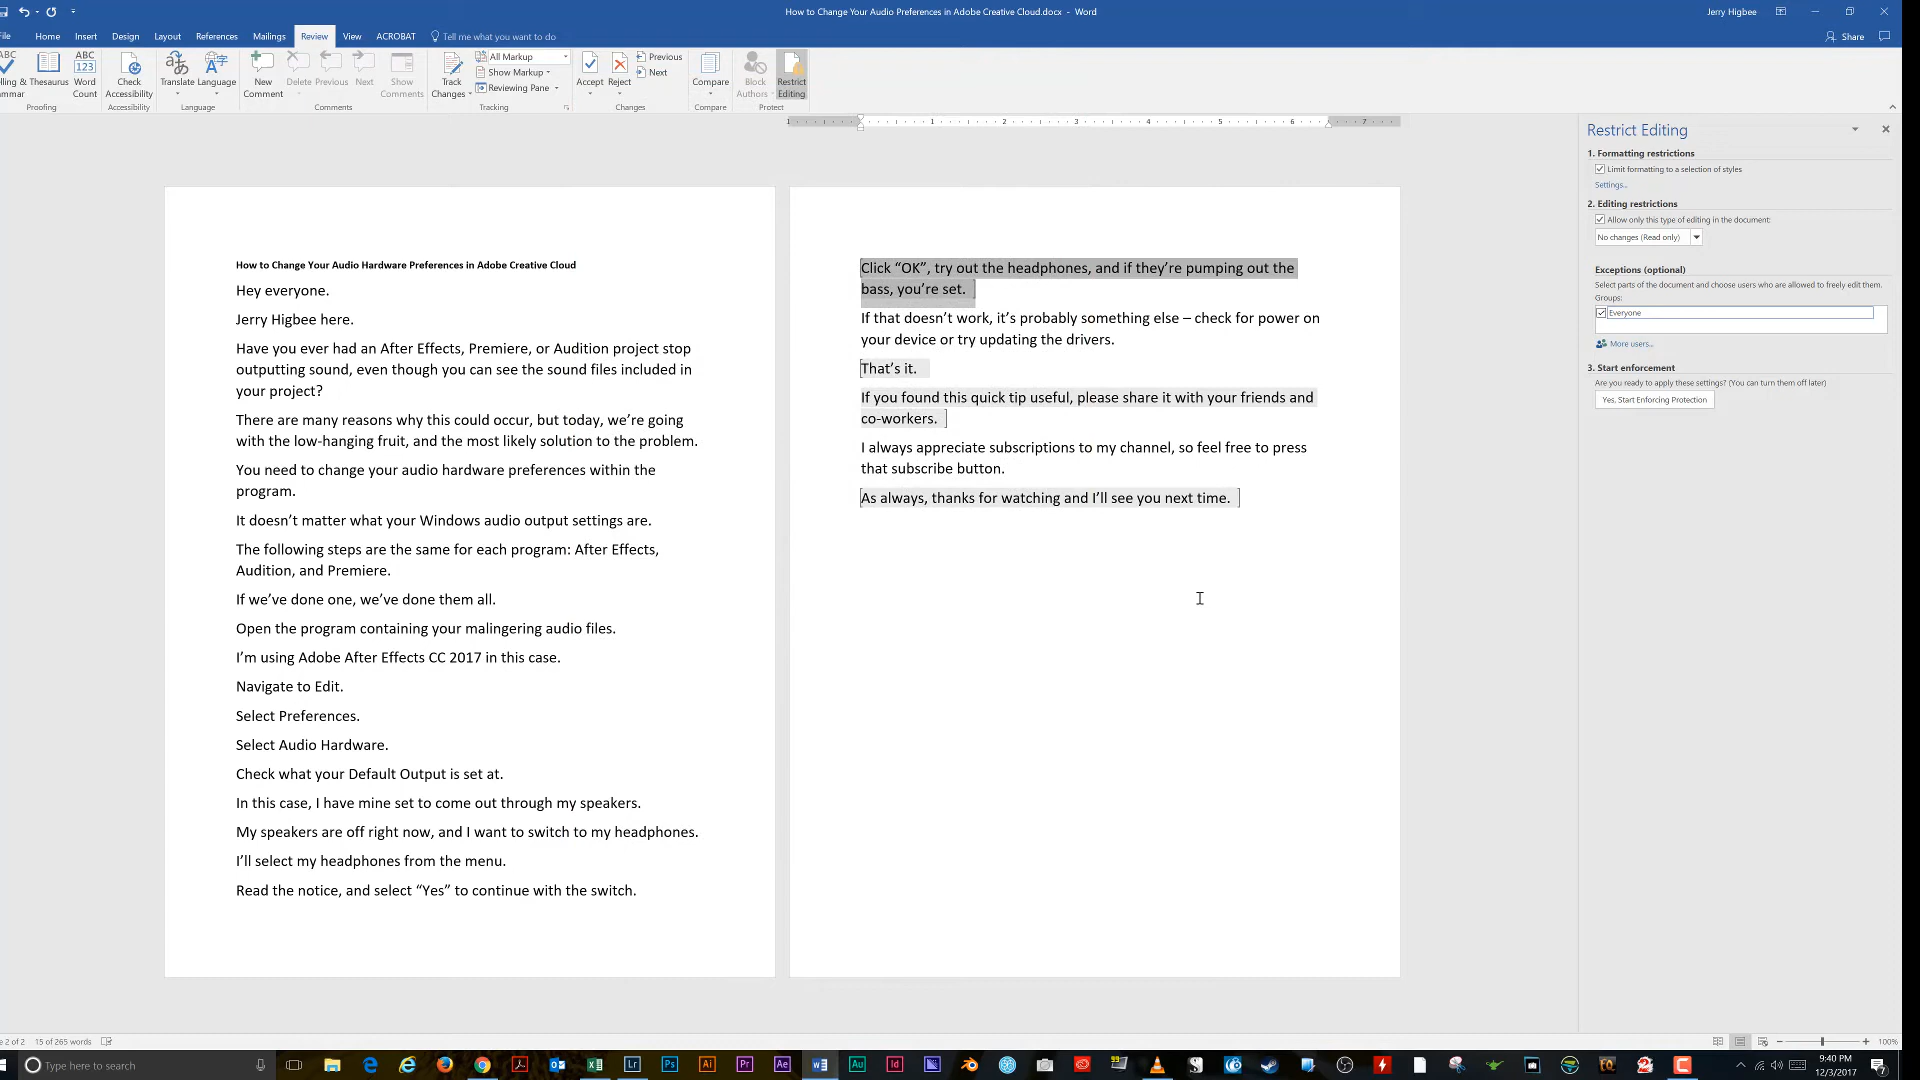 How to Change Your Audio Preferences in Adobe Creative Cloud.docx - Word
Jerry Higbee
File Home Insert Design Layout References Mailings Review View ACROBAT Tell me what you want to do
Share
Spelling & Grammar
Thesaurus
Word Count
Proofing
Check Accessibility
Accessibility
Translate
Language
Language
New Comment
Delete
Previous
Next
Show Comments
Comments
Track Changes
All Markup
Show Markup
Reviewing Pane
Tracking
Accept
Reject
Previous
Next
Changes
Compare
Compare
Block Authors
Restrict Editing
Protect
1 1 2 3 4 5 6 7
How to Change Your Audio Hardware Preferences in Adobe Creative Cloud
Hey everyone.
Jerry Higbee here.
Have you ever had an After Effects, Premiere, or Audition project stop
outputting sound, even though you can see the sound files included in
your project?
There are many reasons why this could occur, but today, we’re going
with the low-hanging fruit, and the most likely solution to the problem.
You need to change your audio hardware preferences within the
program.
It doesn’t matter what your Windows audio output settings are.
The following steps are the same for each program: After Effects,
Audition, and Premiere.
If we’ve done one, we’ve done them all.
Open the program containing your malingering audio files.
I’m using Adobe After Effects CC 2017 in this case.
Navigate to Edit.
Select Preferences.
Select Audio Hardware.
Check what your Default Output is set at.
In this case, I have mine set to come out through my speakers.
My speakers are off right now, and I want to switch to my headphones.
I’ll select my headphones from the menu.
Read the notice, and select “Yes” to continue with the switch.
Click “OK”, try out the headphones, and if they’re pumping out the
bass, you’re set.
If that doesn’t work, it’s probably something else – check for power on
your device or try updating the drivers.
That’s it.
If you found this quick tip useful, please share it with your friends and
co-workers.
I always appreciate subscriptions to my channel, so feel free to press
that subscribe button.
As always, thanks for watching and I’ll see you next time.
Restrict Editing
1. Formatting restrictions
Limit formatting to a selection of styles
Settings...
2. Editing restrictions
Allow only this type of editing in the document:
No changes (Read only)
Exceptions (optional)
Select parts of the document and choose users who are allowed to freely edit them.
Groups:
Everyone
More users...
3. Start enforcement
Are you ready to apply these settings? (You can turn them off later)
Yes, Start Enforcing Protection
e 2 of 2 15 of 265 words
100%
Type here to search
9:40 PM
12/3/2017